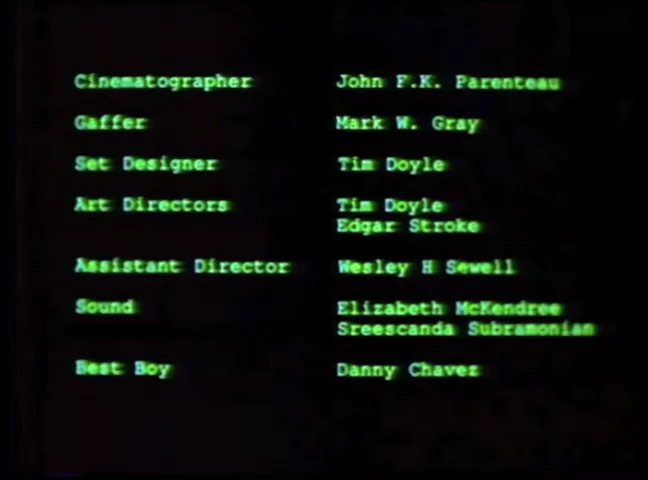 Cinematographer John F.K. Parenteau
Gaffer Mark W. Gray
Set Designer Tim Doyle
Art Directors Tim Doyle
Edgar Stroke
Assistant Director Wesley H Sewell
Sound Elizabeth McKendree
Sreescanda Subramonian
Best Boy Danny Chavez